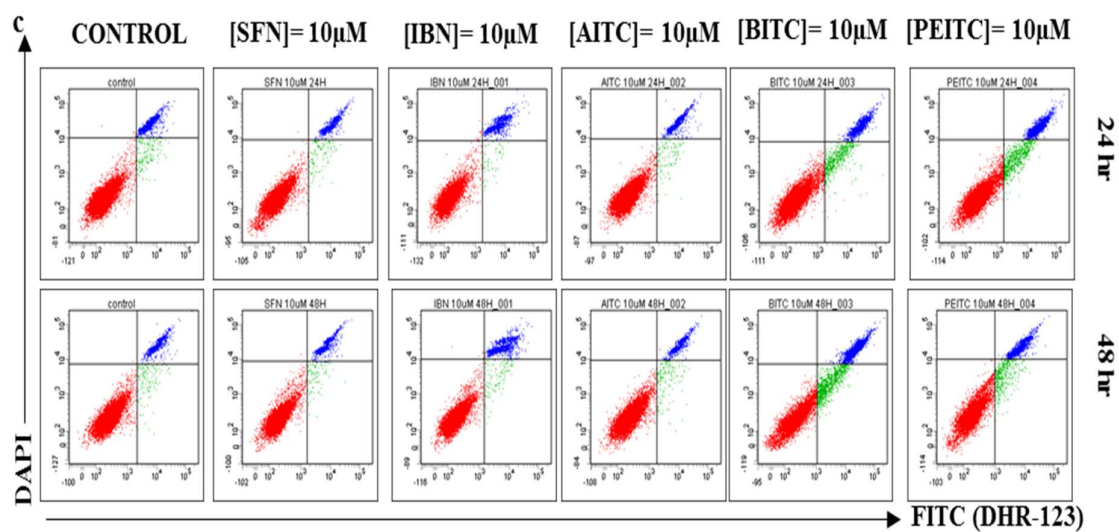 c
CONTROL [SFN]= 10µM [IBN]= 10µM [AITC]= 10µM [BITC]= 10µM [PEITC]= 10µM
control SFN 10uM 24H IBN 10uM 24H_001 AITC 10uM 24H_002 BITC 10uM 24H_003 PEITC 10uM 24H_004
24 hr
control SFN 10uM 48H IBN 10uM 48H_001 AITC 10uM 48H_002 BITC 10uM 48H_003 PEITC 10uM 48H_004
48 hr
DAPI
FITC (DHR-123)